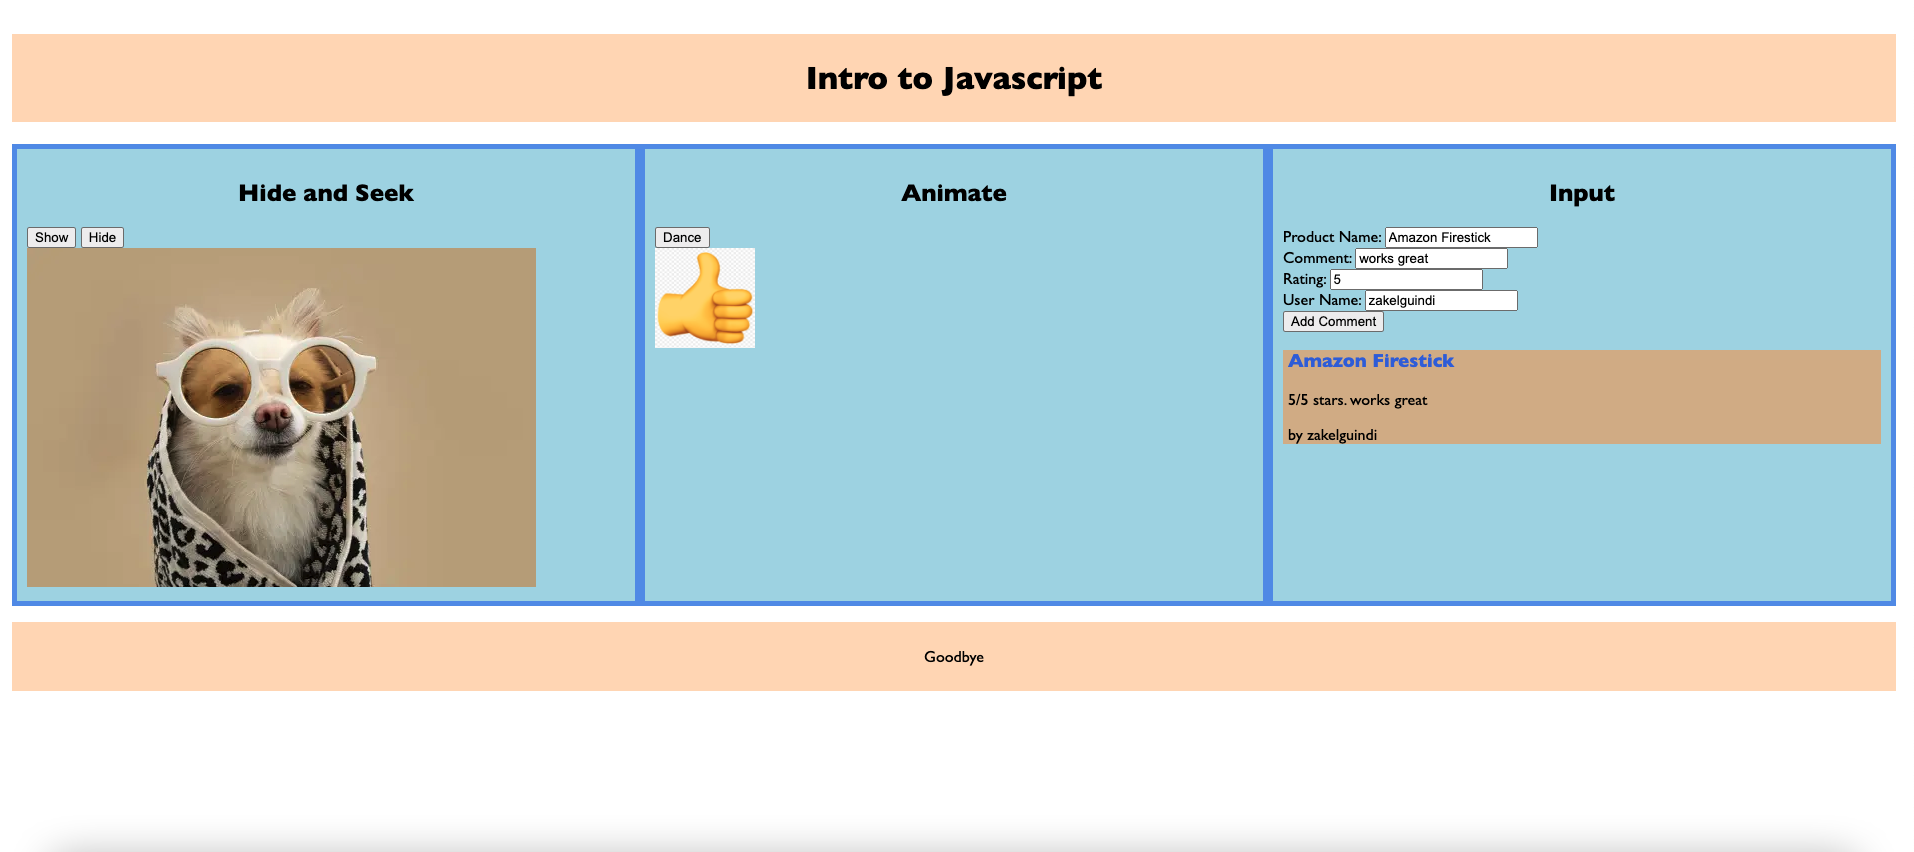 Intro to Javascript
Hide and Seek
Show Hide
Animate
Dance
Input
Product Name: Amazon Firestick
Comment: works great
Rating: 5
User Name: zakelguindi
Add Comment
Amazon Firestick
5/5 stars. works great
by zakelguindi
Goodbye